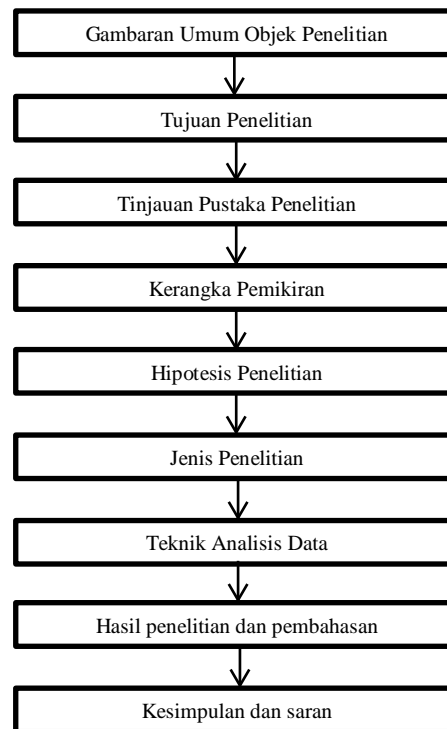 Gambaran Umum Objek Penelitian
Tujuan Penelitian
Tinjauan Pustaka Penelitian
Kerangka Pemikiran
Hipotesis Penelitian
Jenis Penelitian
Teknik Analisis Data
Hasil penelitian dan pembahasan
Kesimpulan dan saran